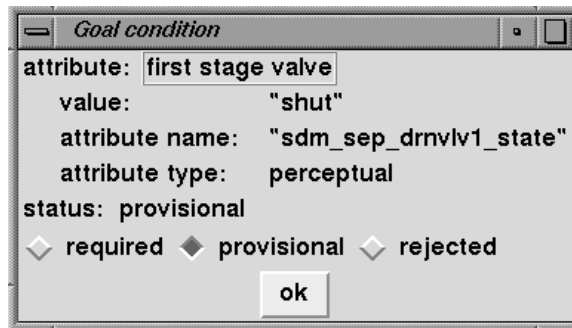 Goal condition
attribute: first stage valve
value: "shut"
attribute name: "sdm_sep_drnvlv1_state"
attribute type: perceptual
status: provisional
required provisional rejected
ok